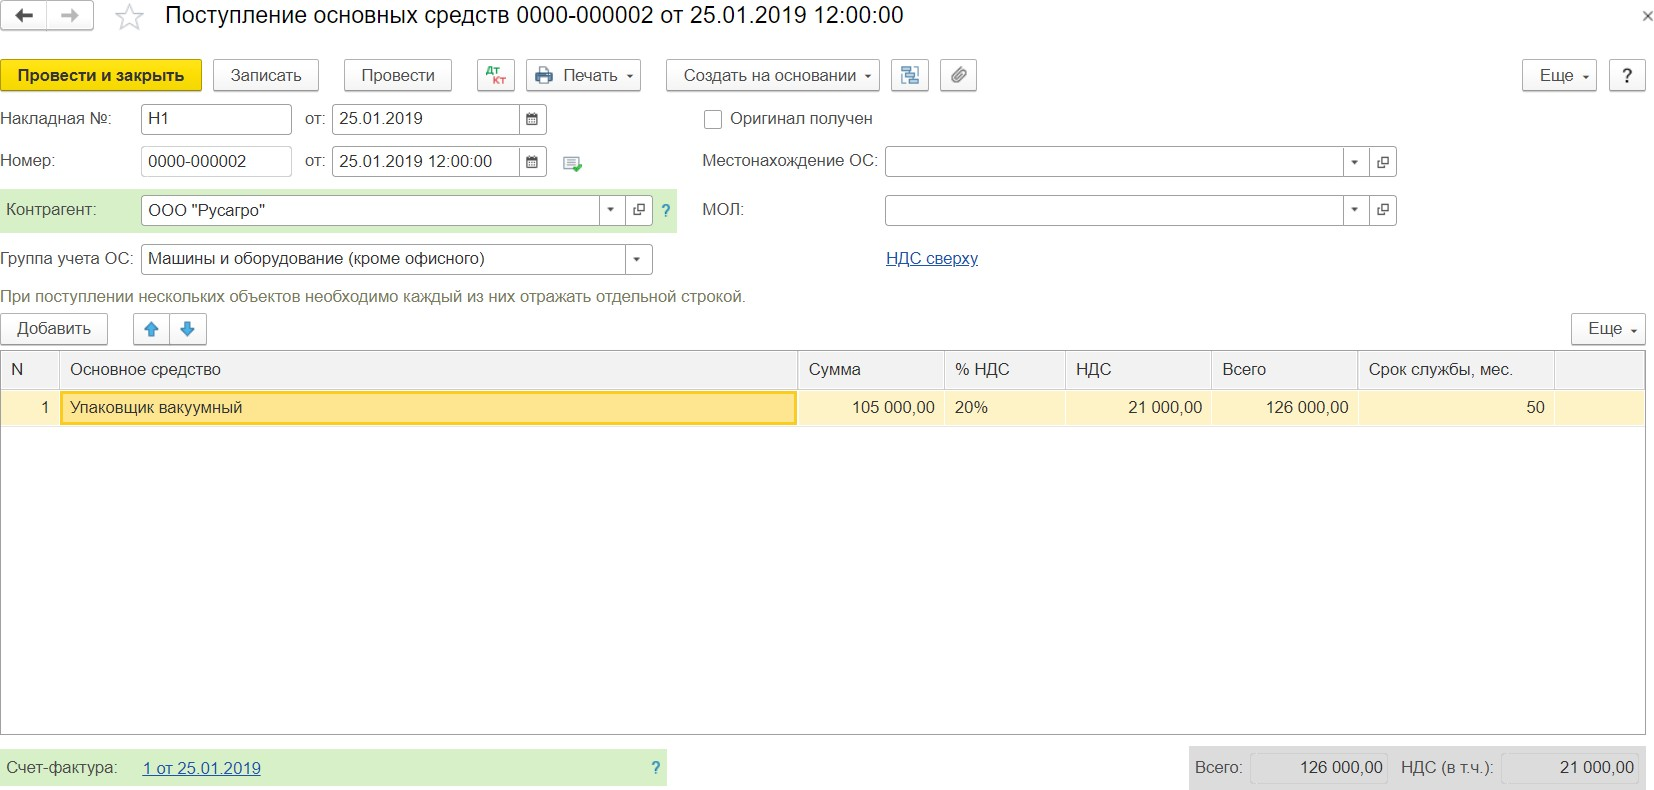 Поступление основных средств 0000-000002 от 25.01.2019 12:00:00
Провести и закрыть Записать Провести Дт Кт Печать Создать на основании Еще ?
Накладная №: Н1 от: 25.01.2019 Оригинал получен
Номер: 0000-000002 от: 25.01.2019 12:00:00 Местонахождение ОС:
Контрагент: ООО "Русагро" ? МОЛ:
Группа учета ОС: Машины и оборудование (кроме офисного) НДС сверху
При поступлении нескольких объектов необходимо каждый из них отражать отдельной строкой.
Добавить Еще
N Основное средство Сумма % НДС НДС Всего Срок службы, мес.
1 Упаковщик вакуумный 105 000,00 20% 21 000,00 126 000,00 50
Счет-фактура: 1 от 25.01.2019 ? Всего: 126 000,00 НДС (в т.ч.): 21 000,00